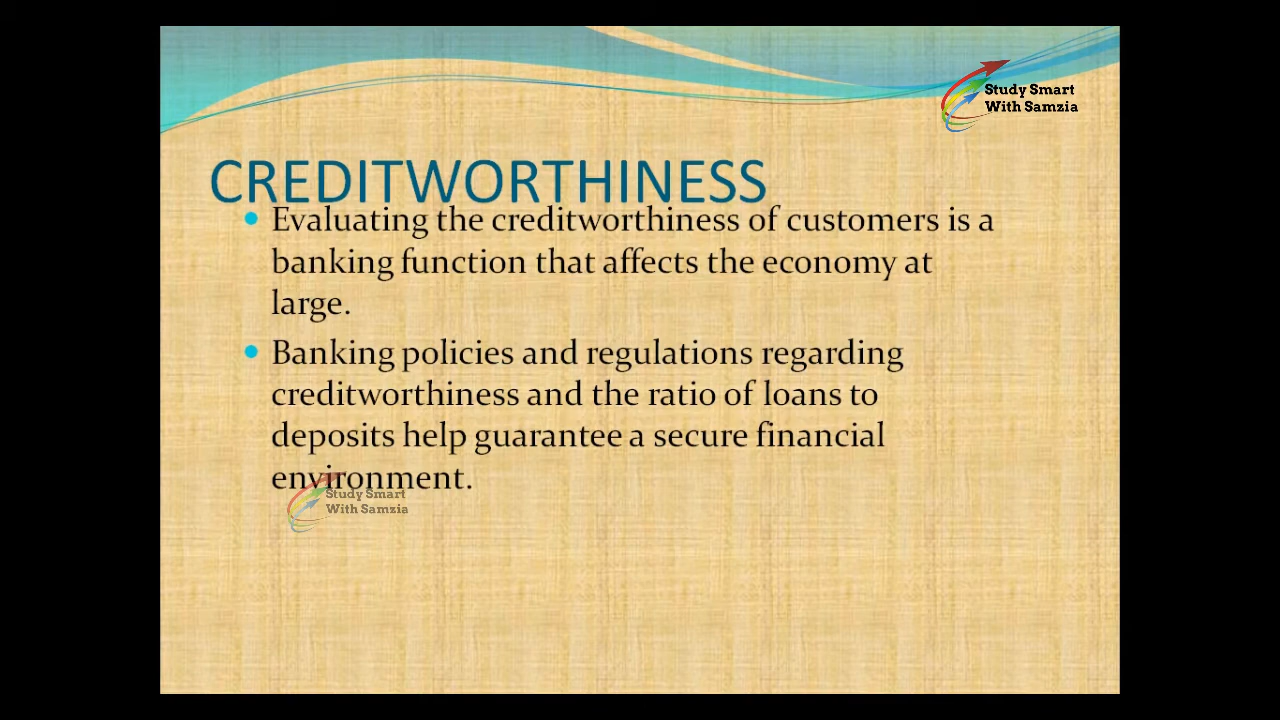 Study Smart
With Samzia
CREDITWORTHINESS
Evaluating the creditworthiness of customers is a
banking function that affects the economy at
large.
Banking policies and regulations regarding
creditworthiness and the ratio of loans to
deposits help guarantee a secure financial
environment.
Study Smart
With Samzia